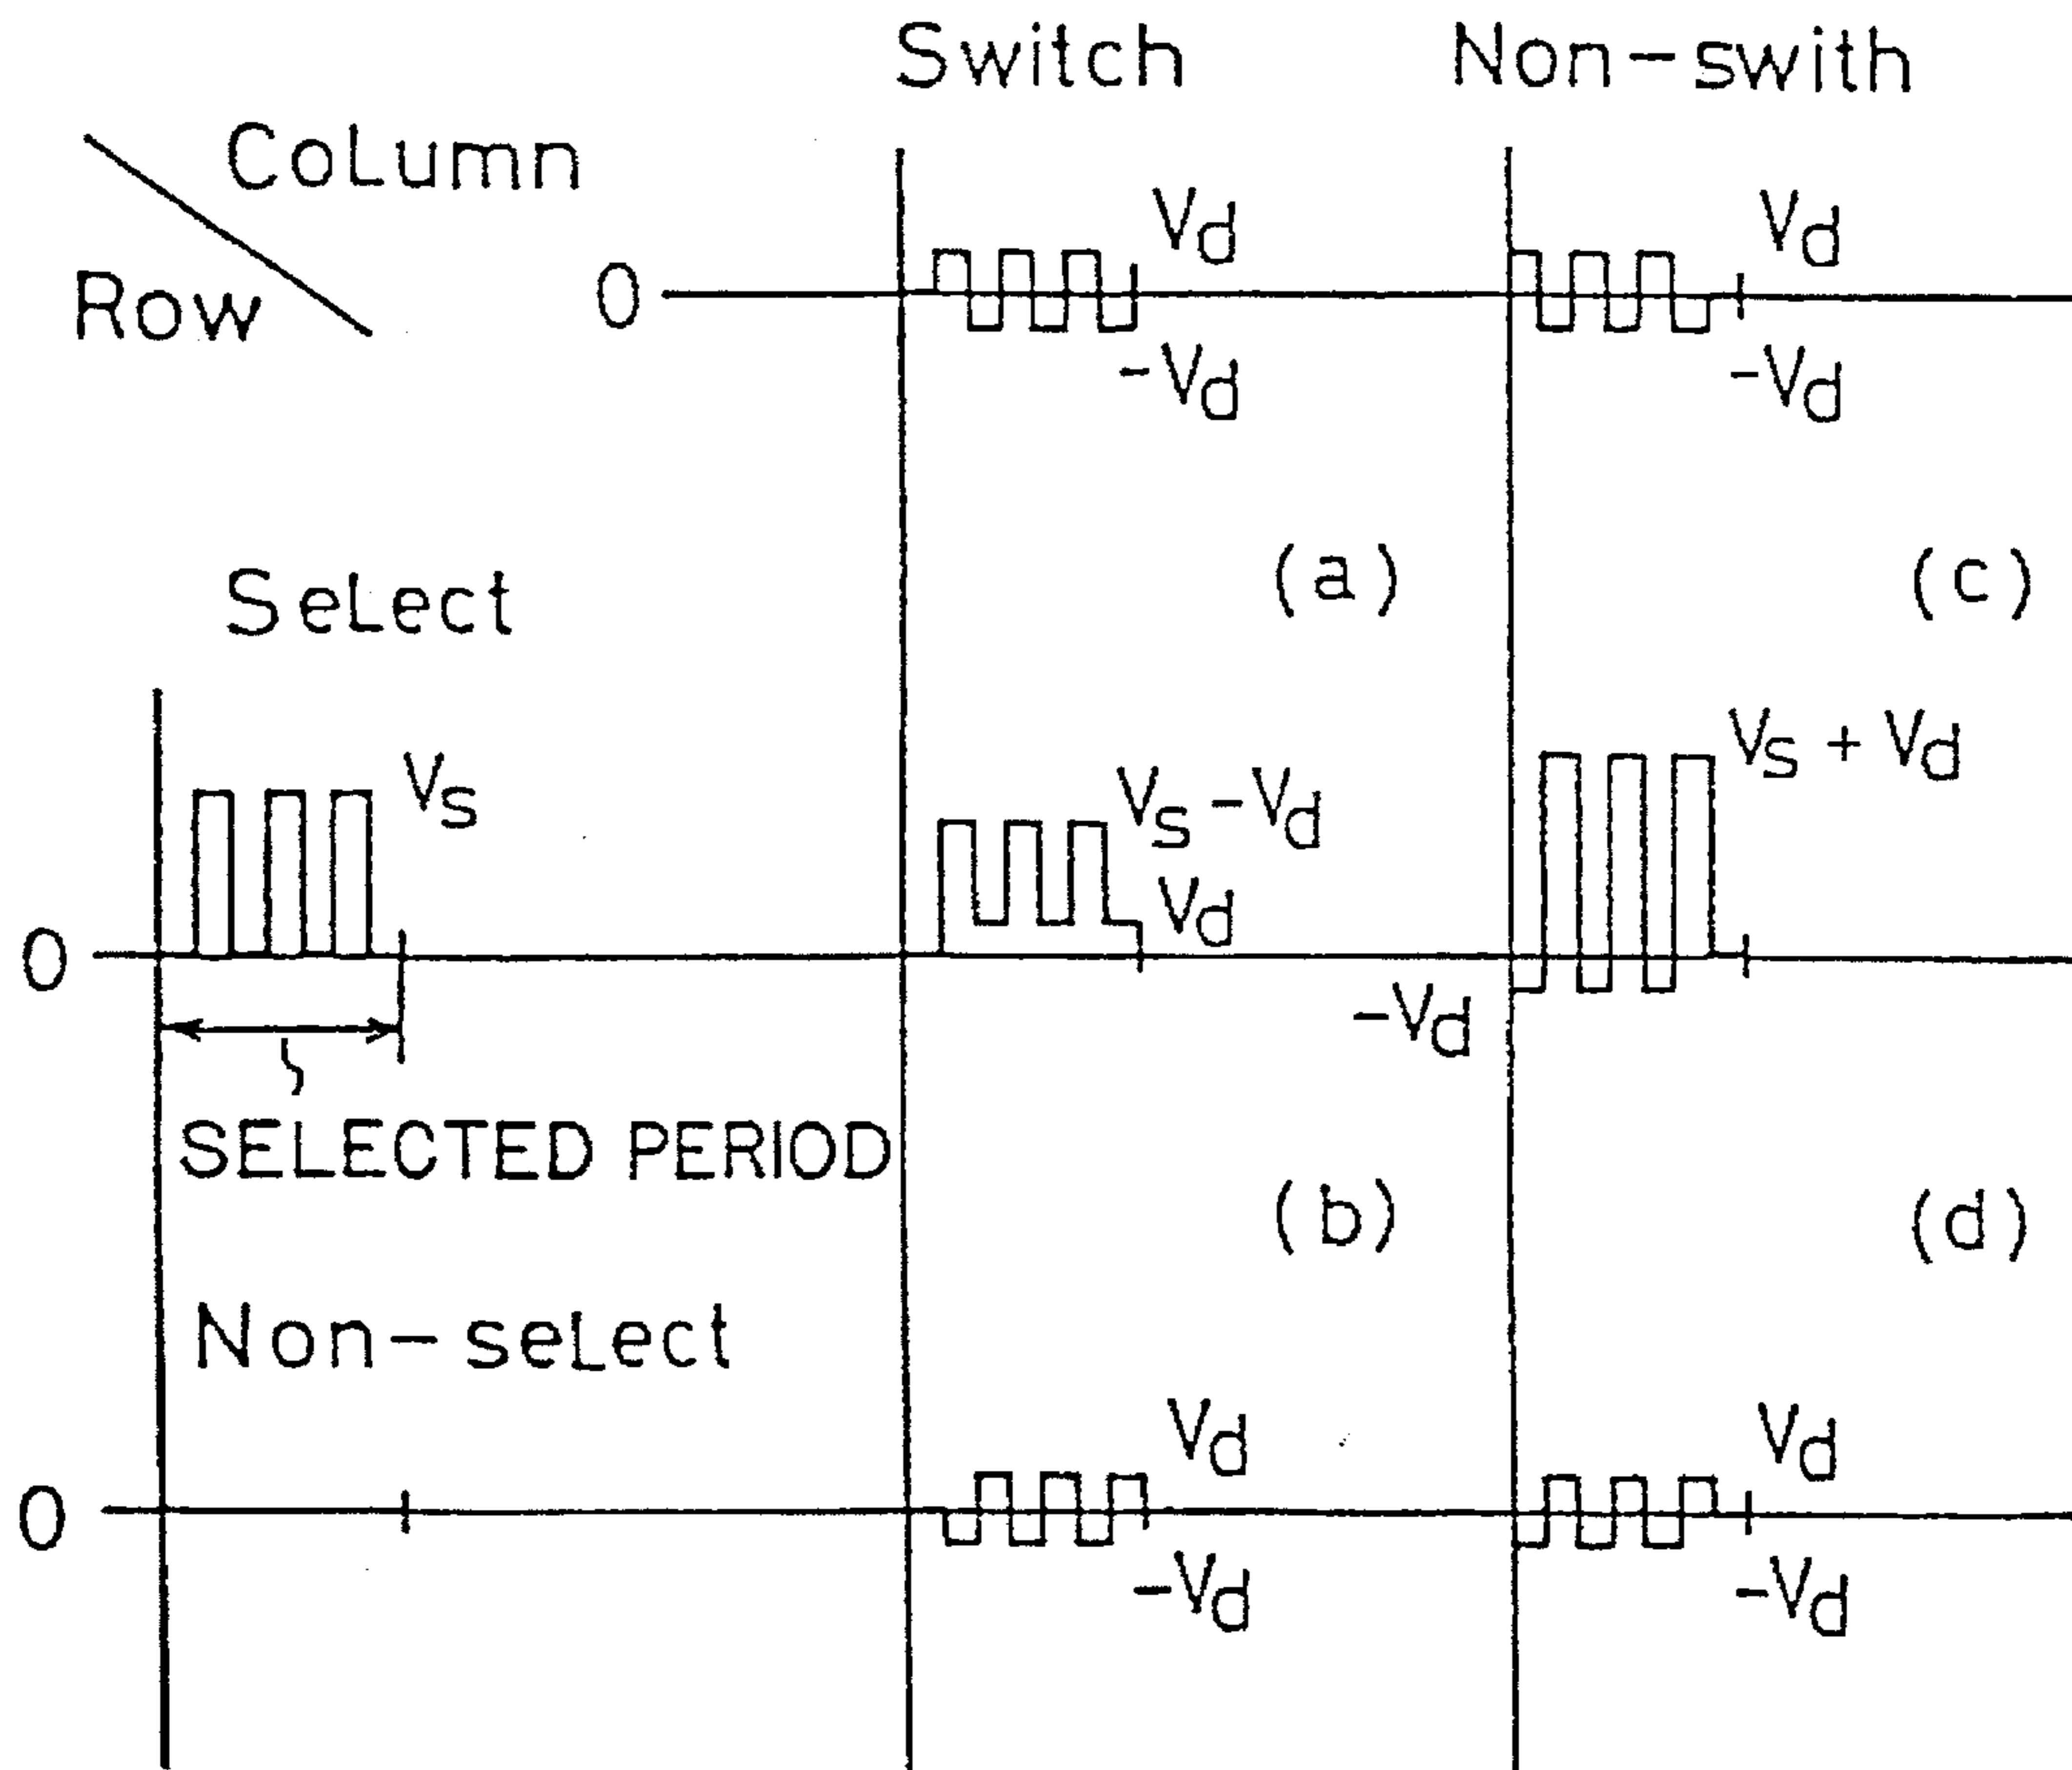 Switch
Non-swith
Column
Row
0
Vd
-Vd
Vd
-Vd
(a)
(c)
Select
Vs
Vs-Vd
Vd
Vs+Vd
-Vd
0
SELECTED PERIOD
(b)
(d)
Non-select
0
Vd
-Vd
Vd
-Vd